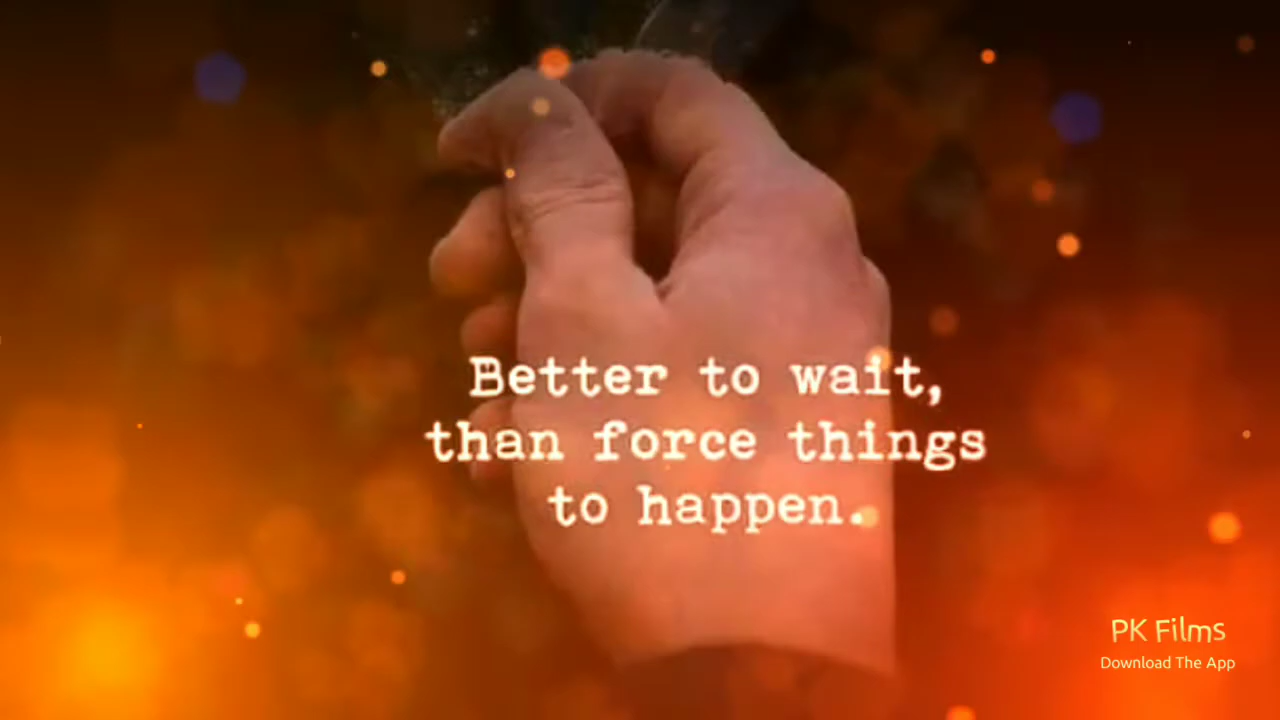 Better to wait,
than force things
to happen.
PK Films
Download The App